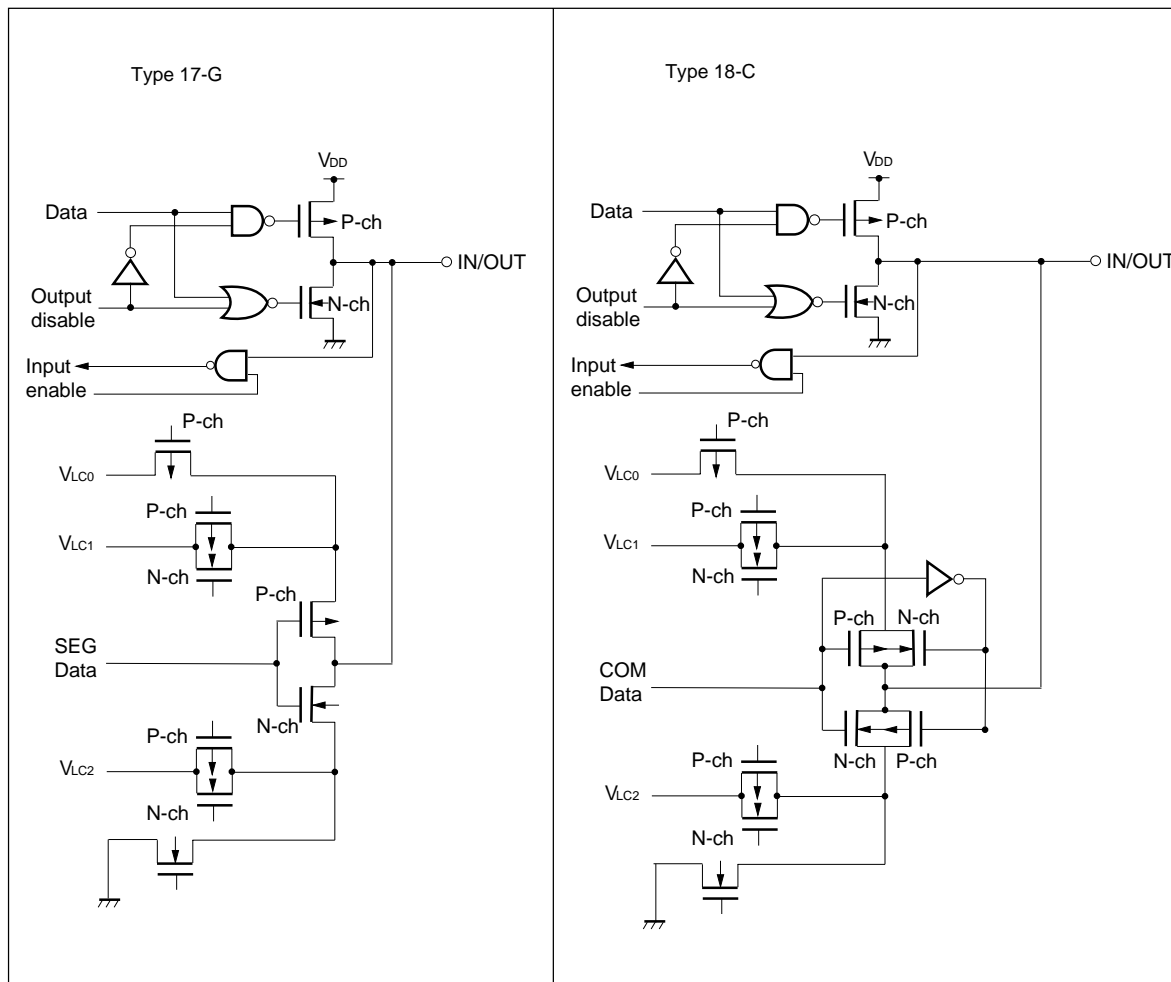 Type 17-G
VDD
Data
P-ch
IN/OUT
Output
disable
N-ch
Input
enable
P-ch
VLC0
P-ch
VLC1
N-ch
P-ch
SEG
Data
N-ch
P-ch
VLC2
N-ch
Type 18-C
VDD
Data
P-ch
IN/OUT
Output
disable
N-ch
Input
enable
P-ch
VLC0
P-ch
VLC1
N-ch
P-ch N-ch
COM
Data
N-ch P-ch
P-ch
VLC2
N-ch